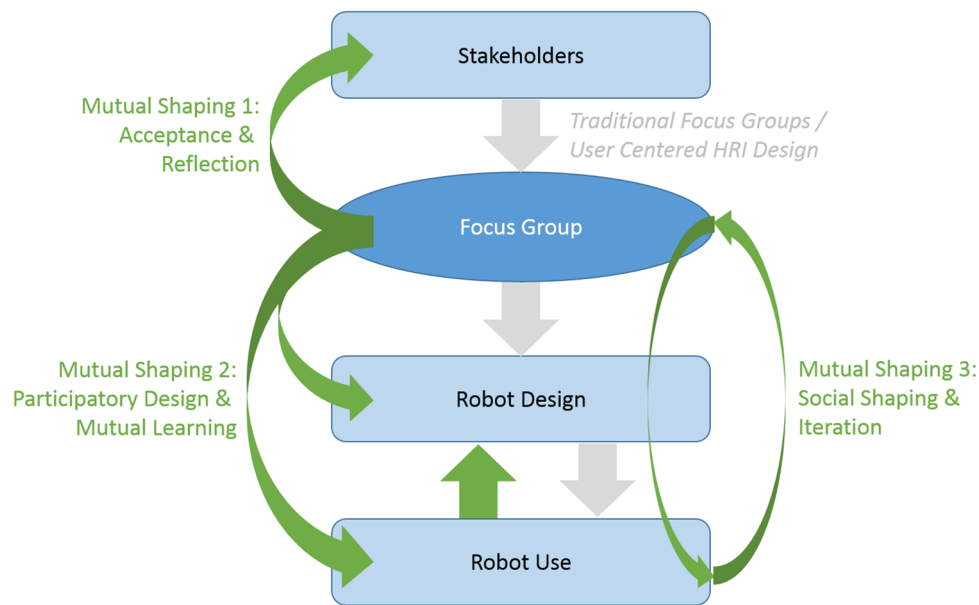 Stakeholders
Mutual Shaping 1:
Acceptance &
Reflection
Traditional Focus Groups /
User Centered HRI Design
Focus Group
Mutual Shaping 2:
Participatory Design &
Mutual Learning
Robot Design
Mutual Shaping 3:
Social Shaping &
Iteration
Robot Use